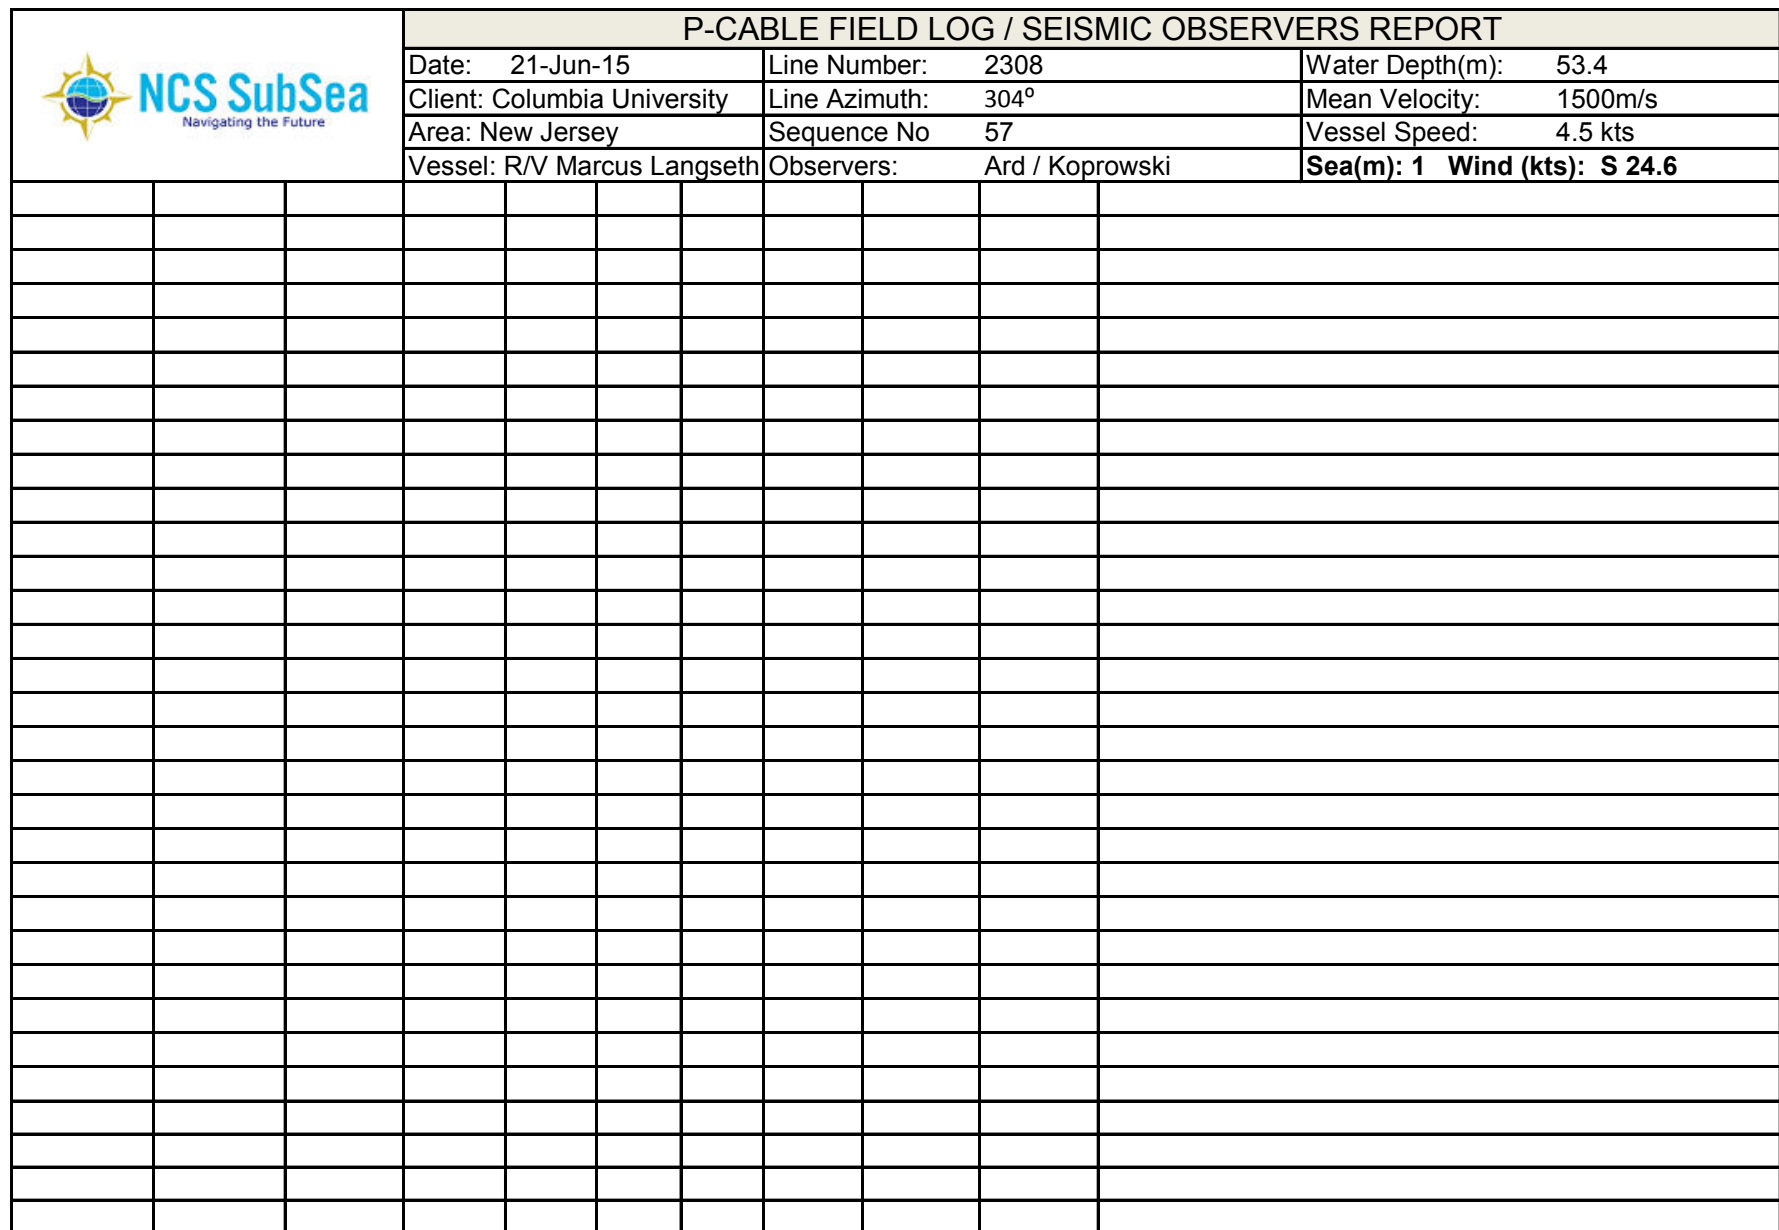 P-CABLE FIELD LOG / SEISMIC OBSERVERS REPORT
NCS SubSea
Navigating the Future
Date: 21-Jun-15 Line Number: 2308 Water Depth(m): 53.4
Client: Columbia University Line Azimuth: 304º Mean Velocity: 1500m/s
Area: New Jersey Sequence No 57 Vessel Speed: 4.5 kts
Vessel: R/V Marcus Langseth Observers: Ard / Koprowski Sea(m): 1 Wind (kts): S 24.6